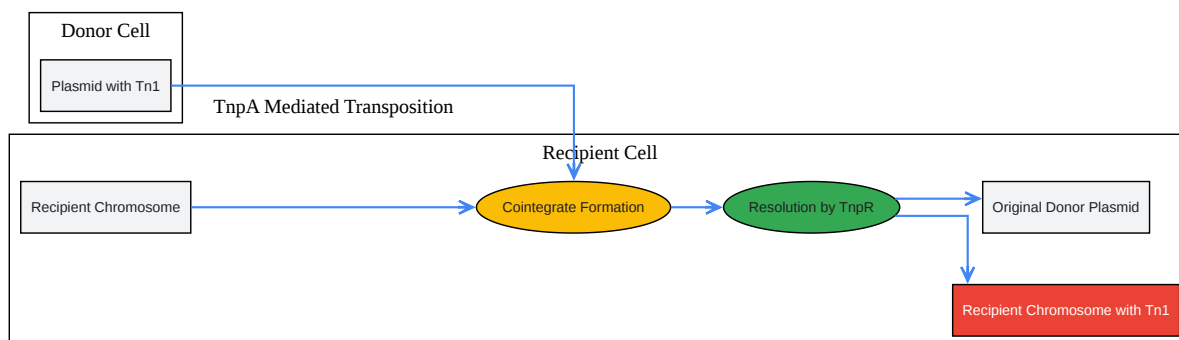 Donor Cell
Plasmid with Tn1
TnpA Mediated Transposition
Recipient Cell
Recipient Chromosome
Cointegrate Formation
Resolution by TnpR
Original Donor Plasmid
Recipient Chromosome with Tn1